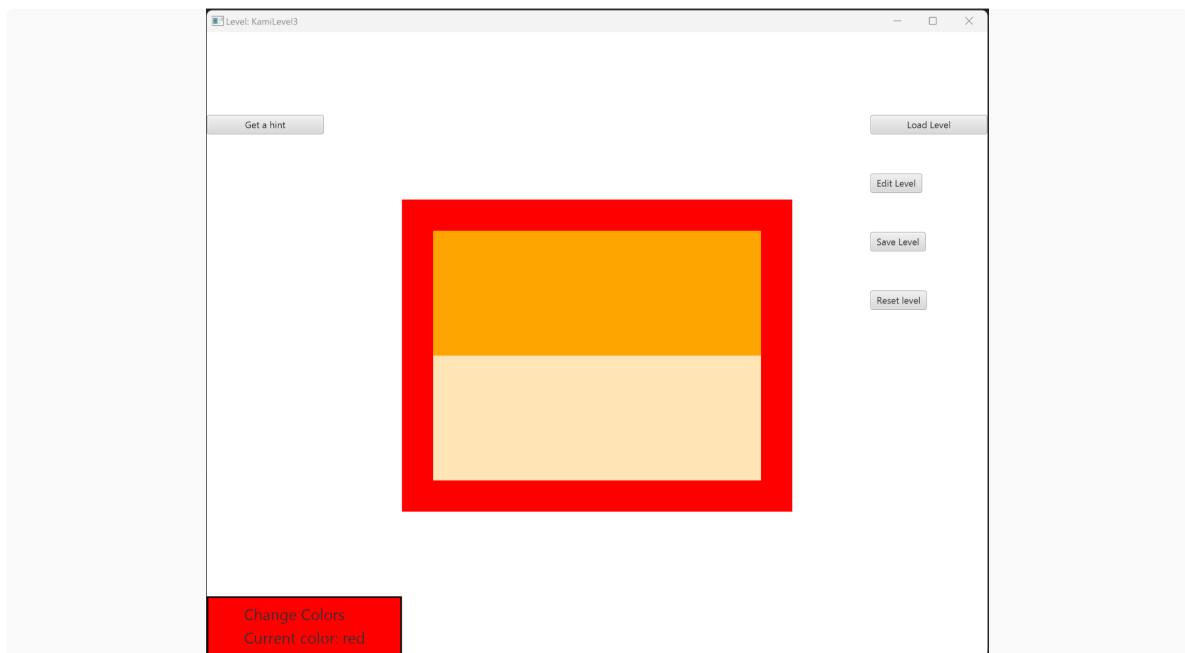 Level: KamiLevel3
Get a hint
Load Level
Edit Level
Save Level
Reset level
Change Colors
Current color: red